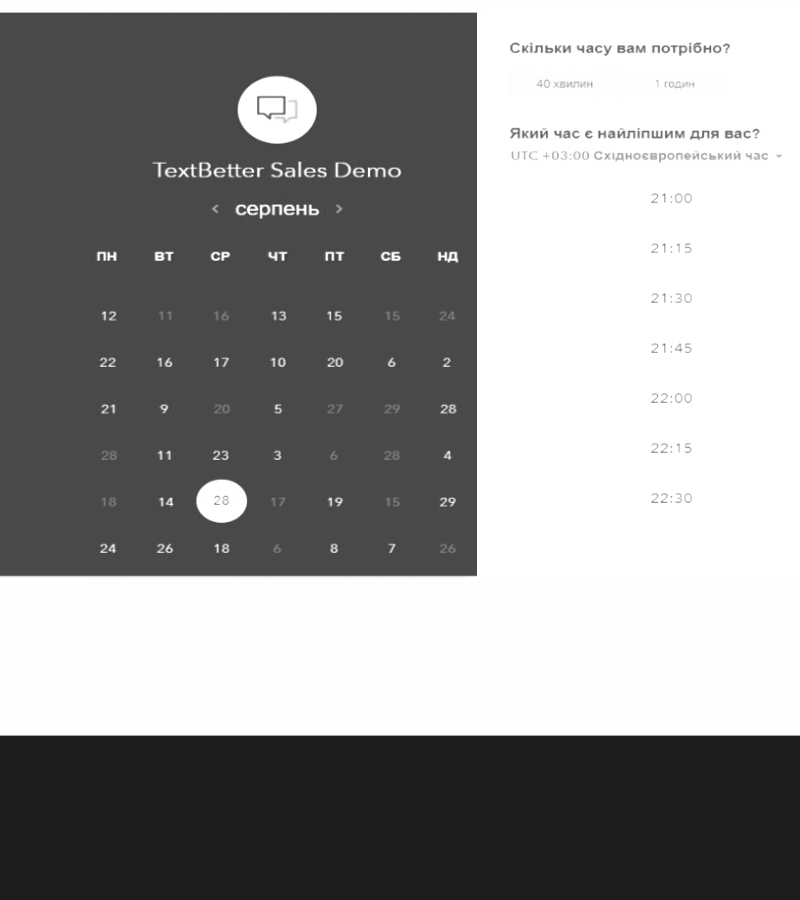 TextBetter Sales Demo
‹ серпень ›
ПН ВТ СР ЧТ ПТ СБ НД
12 11 16 13 15 15 24
22 16 17 10 20 6 2
21 9 20 5 27 29 28
28 11 23 3 6 28 4
18 14 28 17 19 15 29
24 26 18 6 8 7 26
Скільки часу вам потрібно?
40 хвилин 1 годин
Який час є найліпшим для вас?
UTC +03:00 Східноєвропейський час
21:00
21:15
21:30
21:45
22:00
22:15
22:30